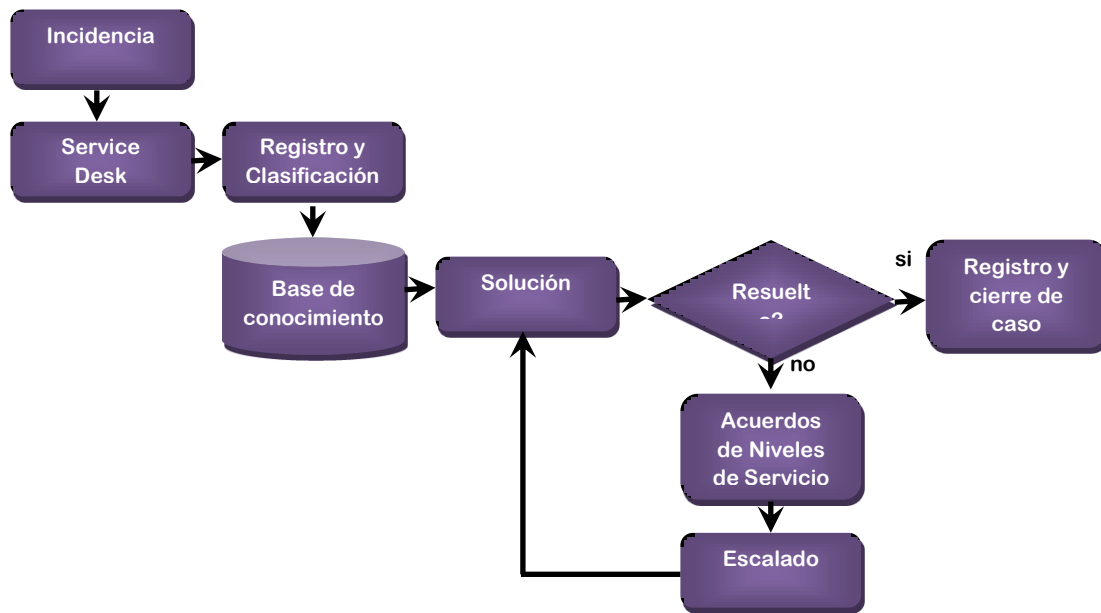 Incidencia
Service
Desk
Registro y
Clasificación
Base de
conocimiento
Solución
Resuelt
o?
si
Registro y
cierre de
caso
no
Acuerdos
de Niveles
de Servicio
Escalado